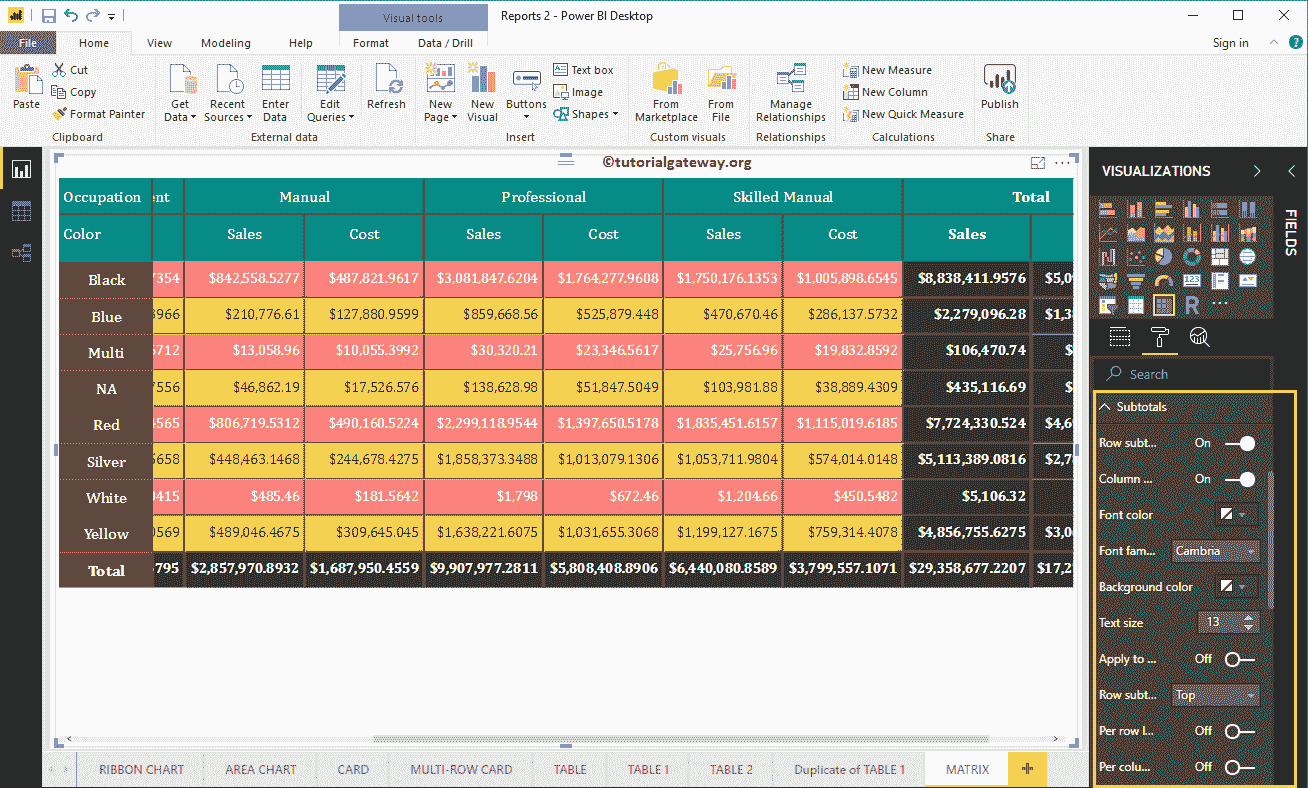 Visual tools
Reports 2 - Power BI Desktop
File Home View Modeling Help Format Data / Drill Sign in
Cut
Copy
Format Painter
Paste
Clipboard
Get Data
Recent Sources
Enter Data
Edit Queries
External data
Refresh
New Page
New Visual
Buttons
Text box
Image
Shapes
Insert
From Marketplace
From File
Custom visuals
Manage Relationships
Relationships
New Measure
New Column
New Quick Measure
Calculations
Publish
Share
©tutorialgateway.org
Occupation nt Manual Professional Skilled Manual Total
Color Sales Cost Sales Cost Sales Cost Sales
Black 7354 $842,558.5277 $487,821.9617 $3,081,847.6204 $1,764,277.9608 $1,750,176.1353 $1,005,898.6545 $8,838,411.9576 $5,0
Blue 3966 $210,776.61 $127,880.9599 $859,668.56 $525,879.448 $470,670.46 $286,137.5732 $2,279,096.28 $1,3
Multi 5712 $13,058.96 $10,055.3992 $30,320.21 $23,346.5617 $25,756.96 $19,832.8592 $106,470.74 $
NA 7556 $46,862.19 $17,526.576 $138,628.98 $51,847.5049 $103,981.88 $38,889.4309 $435,116.69 $
Red 4565 $806,719.5312 $490,160.5224 $2,299,118.9544 $1,397,650.5178 $1,835,451.6157 $1,115,019.6185 $7,724,330.524 $4,6
Silver 5658 $448,463.1468 $244,678.4275 $1,858,373.3488 $1,013,079.1306 $1,053,711.9804 $574,014.0148 $5,113,389.0816 $2,7
White 0415 $485.46 $181.5642 $1,798 $672.46 $1,204.66 $450.5482 $5,106.32
Yellow 0569 $489,046.4675 $309,645.045 $1,638,221.6075 $1,031,655.3068 $1,199,127.1675 $759,314.4078 $4,856,755.6275 $3,0
Total 795 $2,857,970.8932 $1,687,950.4559 $9,907,977.2811 $5,808,408.8906 $6,440,080.8589 $3,799,557.1071 $29,358,677.2207 $17,2
VISUALIZATIONS
FIELDS
Search
Subtotals
Row subt... On
Column ... On
Font color
Font fam... Cambria
Background color
Text size 13
Apply to ... Off
Row subt... Top
Per row l... Off
Per colu... Off
RIBBON CHART AREA CHART CARD MULTI-ROW CARD TABLE TABLE 1 TABLE 2 Duplicate of TABLE 1 MATRIX